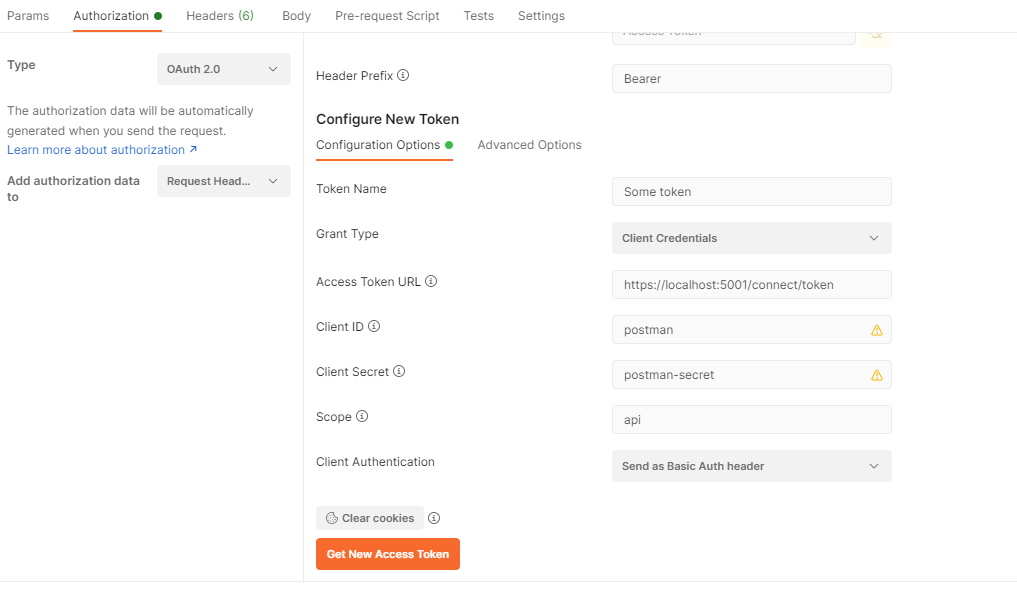 Params Authorization Headers (6) Body Pre-request Script Tests Settings
Type
OAuth 2.0
The authorization data will be automatically
generated when you send the request.
Learn more about authorization ↗
Add authorization data
to
Request Head...
Access Token
Header Prefix
Bearer
Configure New Token
Configuration Options Advanced Options
Token Name
Some token
Grant Type
Client Credentials
Access Token URL
https://localhost:5001/connect/token
Client ID
postman
Client Secret
postman-secret
Scope
api
Client Authentication
Send as Basic Auth header
Clear cookies
Get New Access Token